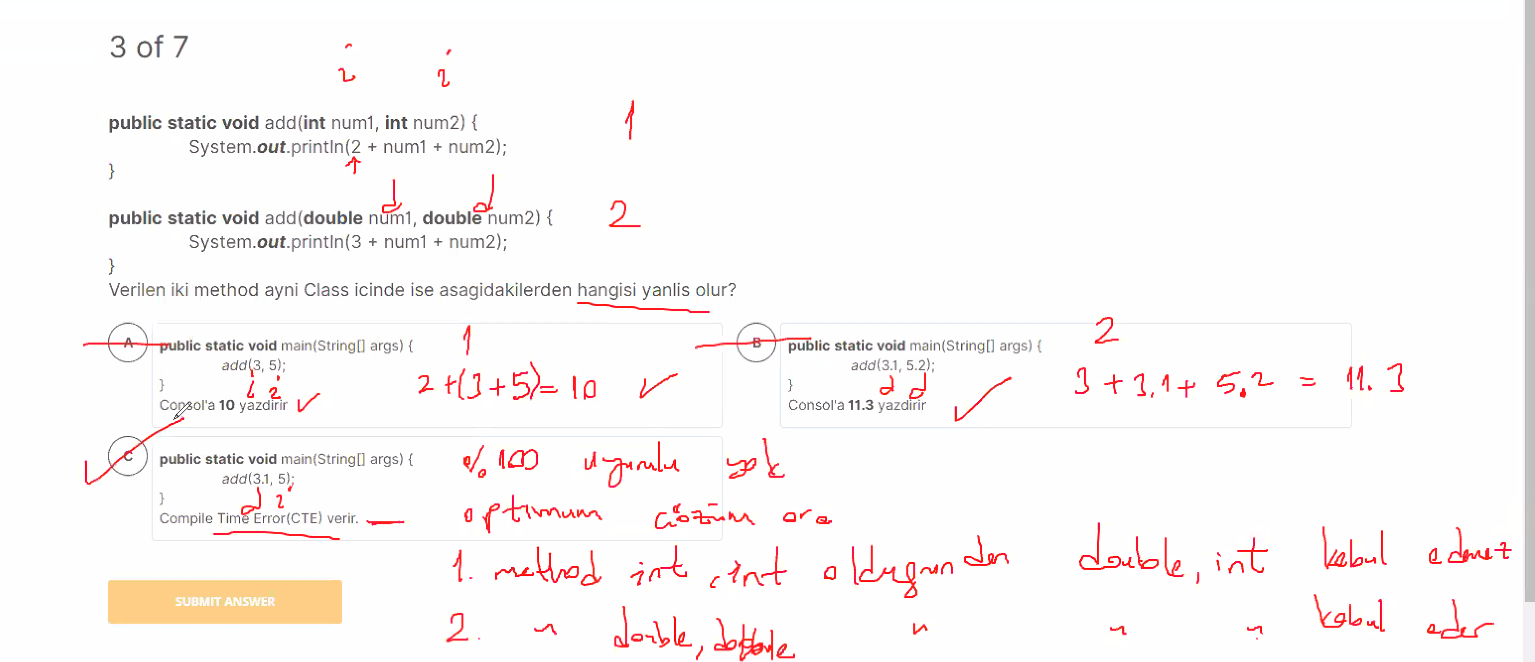 3 of 7
i i
public static void add(int num1, int num2) { 1
System.out.println(2 + num1 + num2);
}
d d
public static void add(double num1, double num2) { 2
System.out.println(3 + num1 + num2);
}
Verilen iki method ayni Class icinde ise asagidakilerden hangisi yanlis olur?
A
public static void main(String[] args) { 1
add(3, 5);
} i i
2 + (3 + 5) = 10
Consol'a 10 yazdirir
B
public static void main(String[] args) { 2
add(3.1, 5.2);
} d d
3 + 3.1 + 5.2 = 11.3
Consol'a 11.3 yazdirir
C
public static void main(String[] args) {
add(3.1, 5);
} d i
Compile Time Error(CTE) verir.
%100 uyumlu yok
optimum çözüm ara
1. method int, int oldugundan double, int kabul edemez
2. " double, double " " " kabul eder
SUBMIT ANSWER